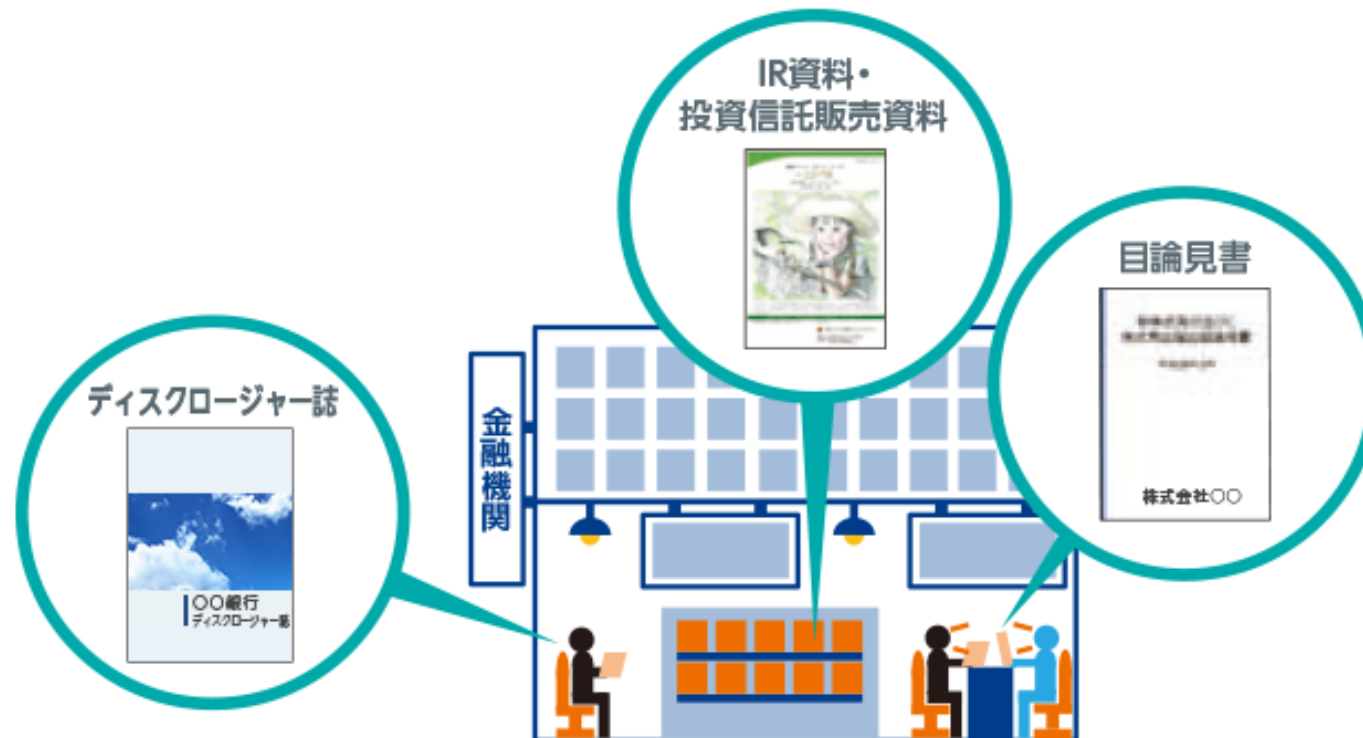 IR資料・
投資信託販売資料
目論見書
株式会社〇〇
ディスクロージャー誌
〇〇銀行
ディスクロージャー誌
金融機関